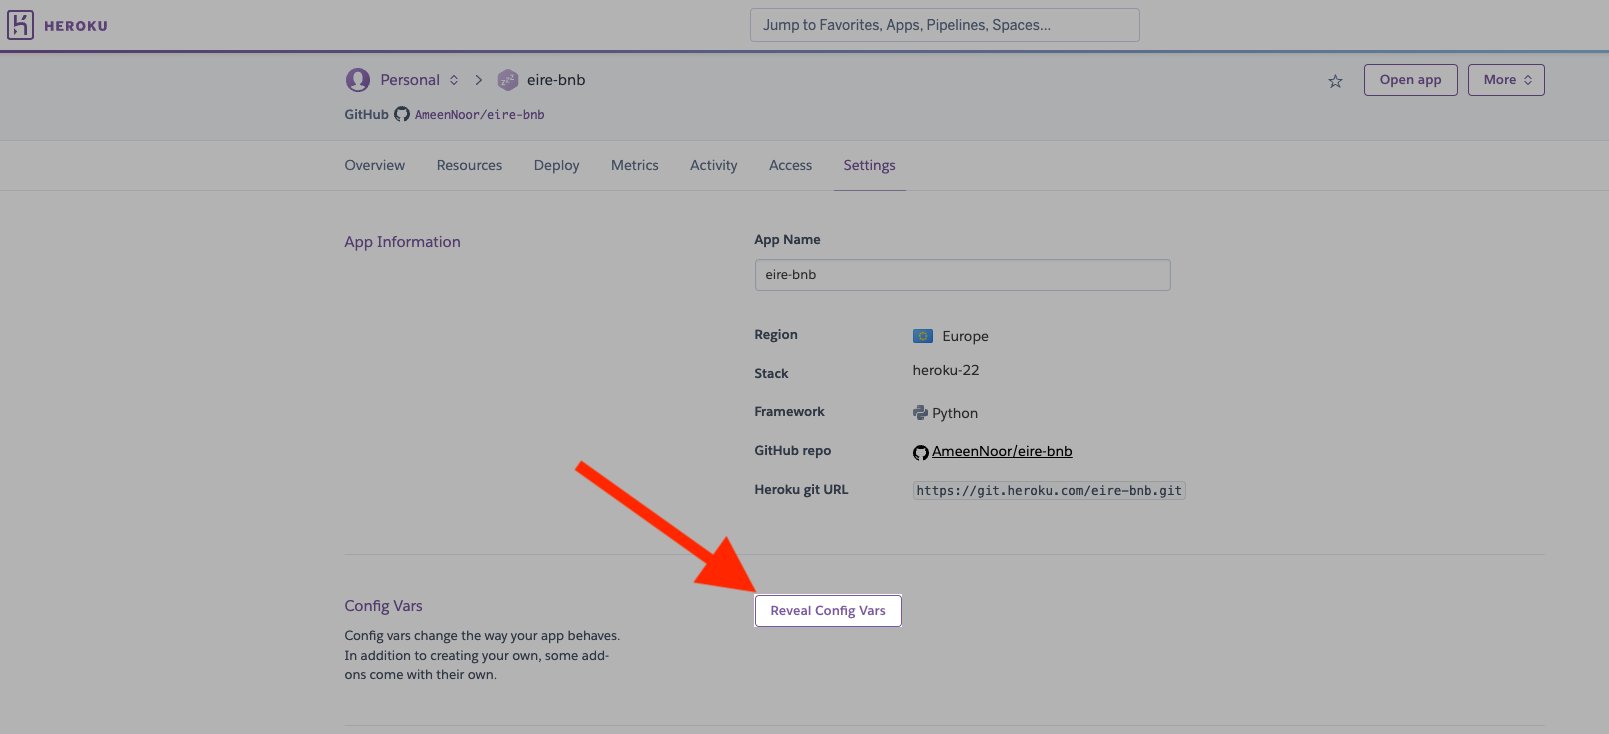 HEROKU
Jump to Favorites, Apps, Pipelines, Spaces...
Personal
eire-bnb
Open app
More
GitHub AmeenNoor/eire-bnb
Overview Resources Deploy Metrics Activity Access Settings
App Information
App Name
eire-bnb
Region Europe
Stack heroku-22
Framework Python
GitHub repo AmeenNoor/eire-bnb
Heroku git URL https://git.heroku.com/eire-bnb.git
Config Vars
Config vars change the way your app behaves.
In addition to creating your own, some add-
ons come with their own.
Reveal Config Vars